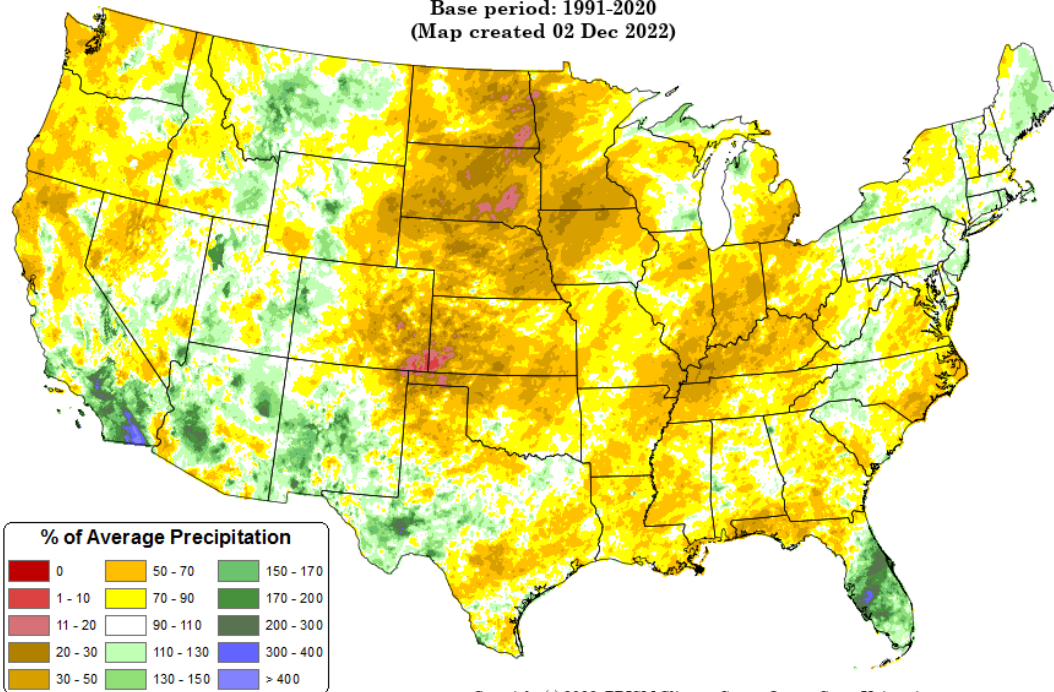 Base period: 1991-2020
(Map created 02 Dec 2022)
% of Average Precipitation
0
1 - 10
11 - 20
20 - 30
30 - 50
50 - 70
70 - 90
90 - 110
110 - 130
130 - 150
150 - 170
170 - 200
200 - 300
300 - 400
> 400